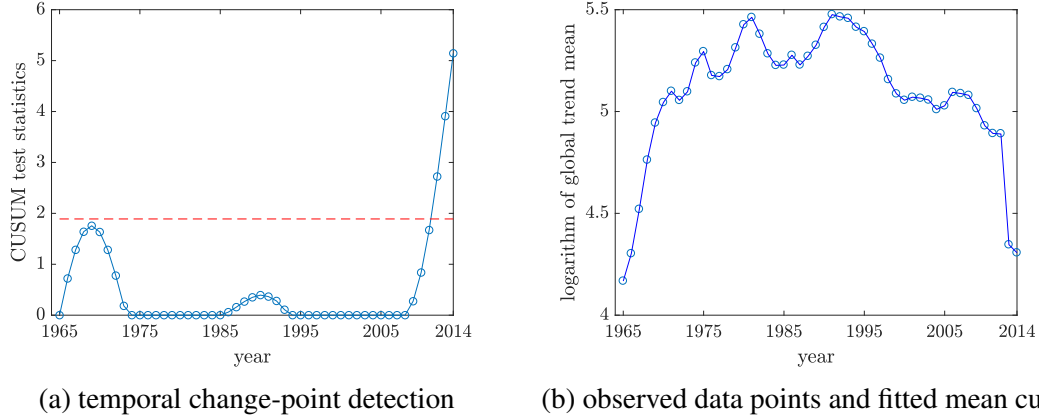 6
5
4
3
2
1
0
CUSUM test statistics
1965 1975 1985 1995 2005 2014
year
(a) temporal change-point detection
5.5
5
4.5
4
logarithm of global trend mean
1965 1975 1985 1995 2005 2014
year
(b) observed data points and fitted mean cu